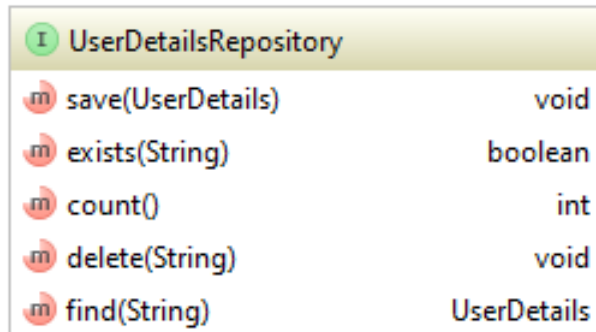 I UserDetailsRepository
m save(UserDetails) void
m exists(String) boolean
m count() int
m delete(String) void
m find(String) UserDetails